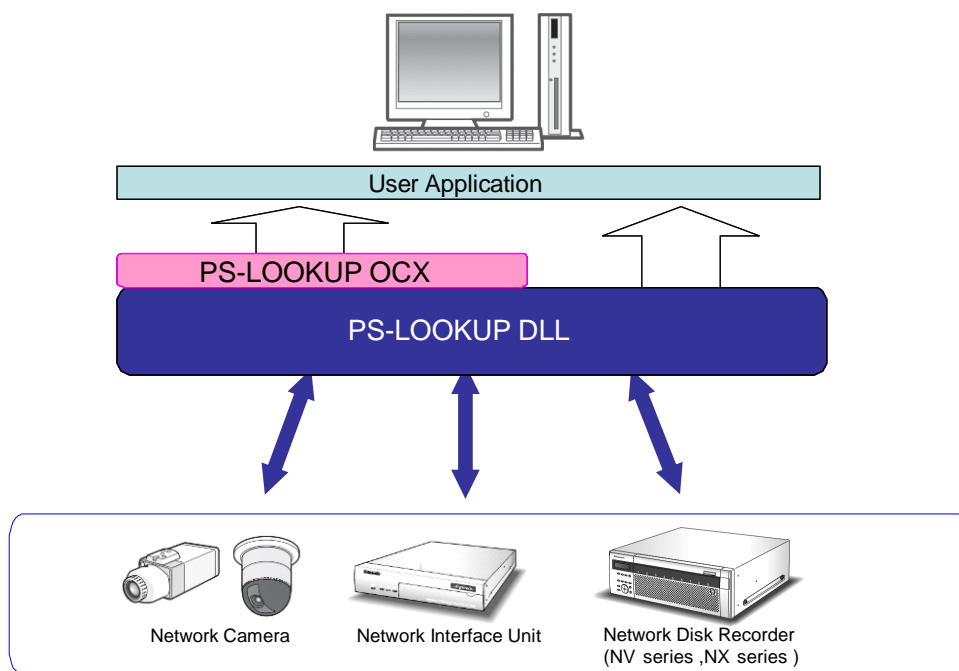 User Application
PS-LOOKUP OCX
PS-LOOKUP DLL
Network Camera
Network Interface Unit
Network Disk Recorder
(NV series ,NX series )